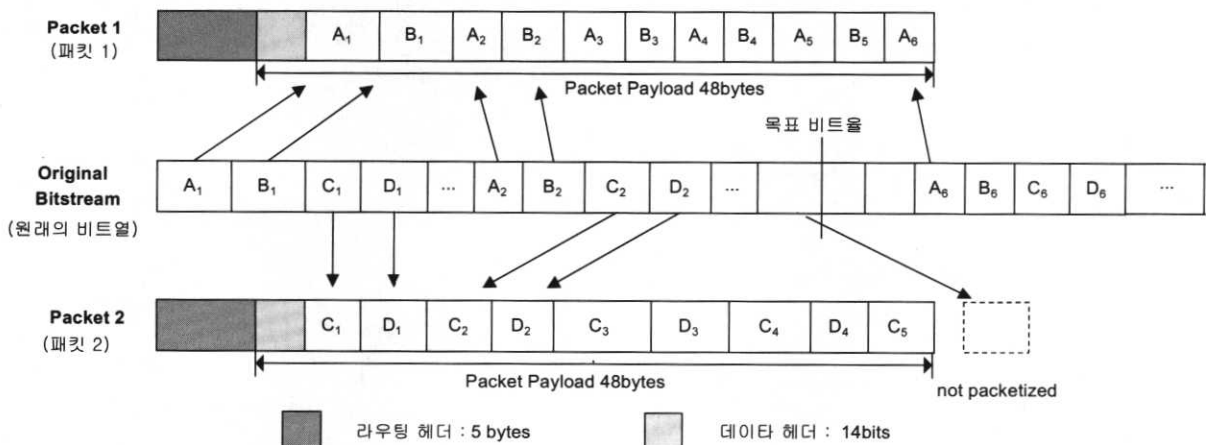 Packet 1
(패킷 1)
A1 B1 A2 B2 A3 B3 A4 B4 A5 B5 A6
Packet Payload 48bytes
목표 비트율
Original
Bitstream
(원래의 비트열)
A1 B1 C1 D1 ... A2 B2 C2 D2 ... A6 B6 C6 D6 ...
Packet 2
(패킷 2)
C1 D1 C2 D2 C3 D3 C4 D4 C5
Packet Payload 48bytes
not packetized
라우팅 헤더 : 5 bytes
데이타 헤더 : 14bits